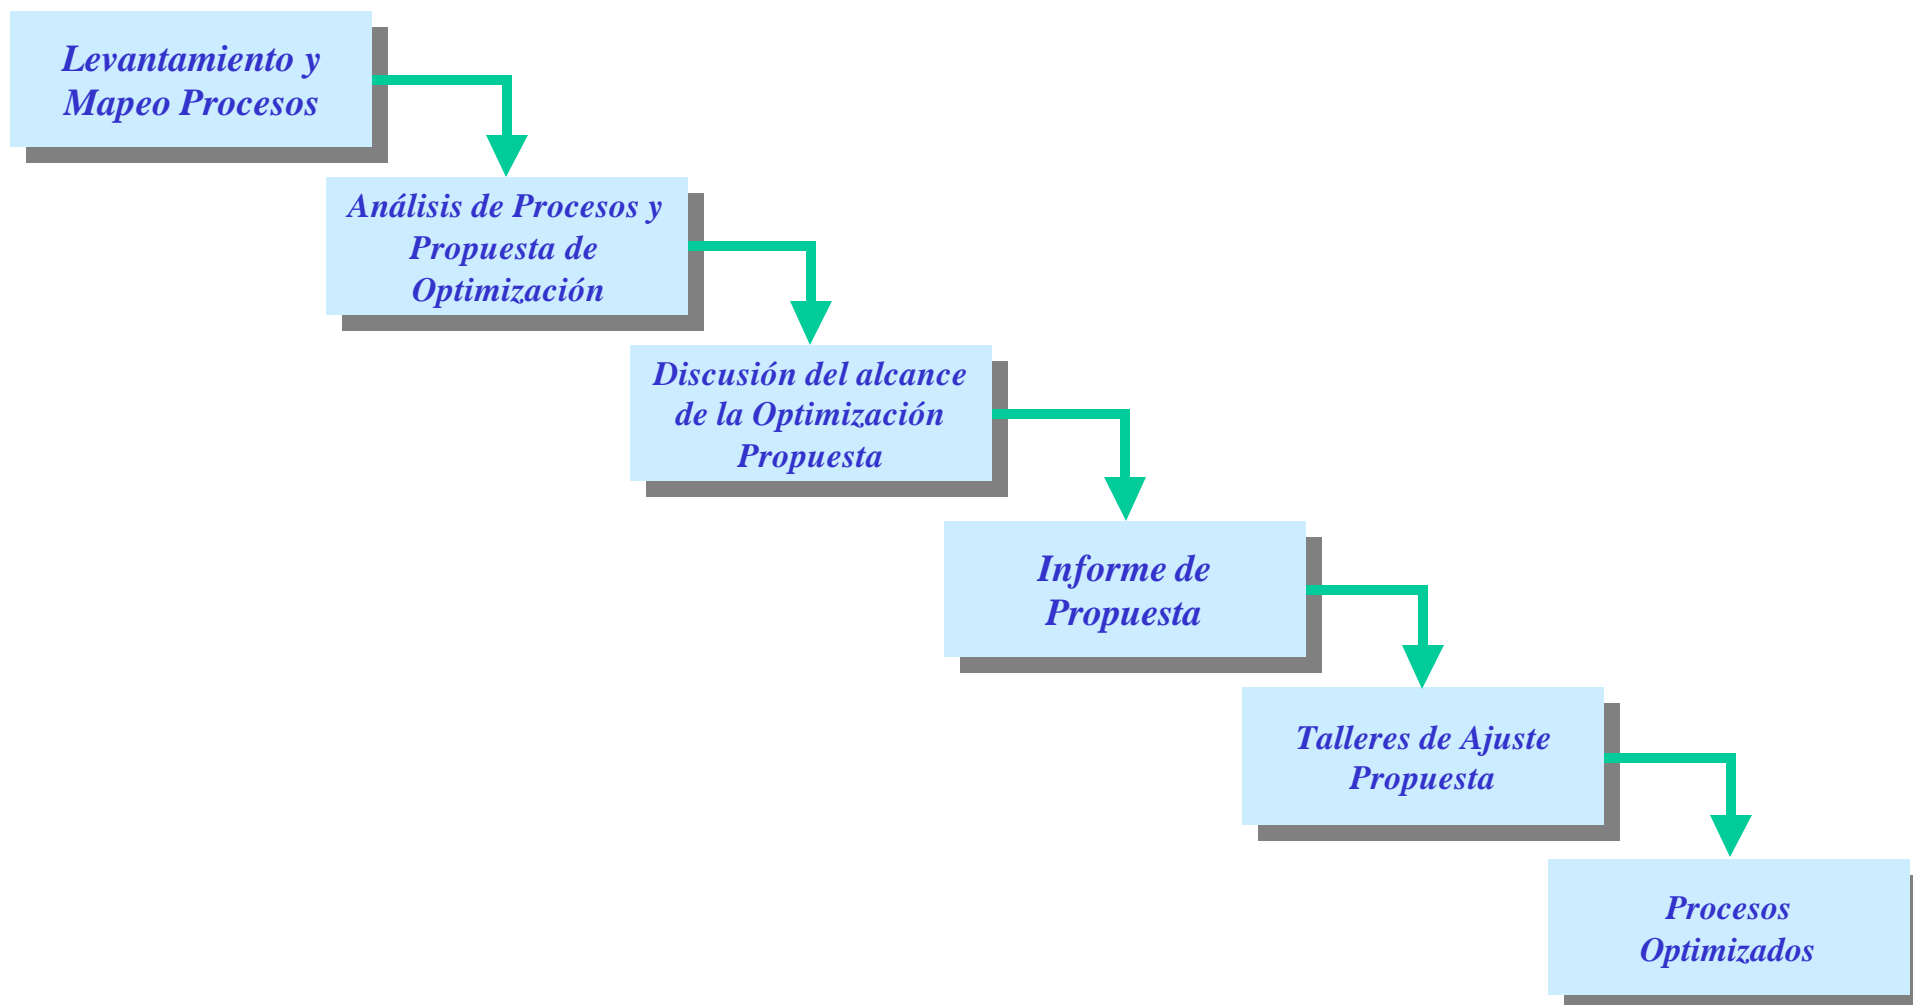 Levantamiento y
Mapeo Procesos
Análisis de Procesos y
Propuesta de
Optimización
Discusión del alcance
de la Optimización
Propuesta
Informe de
Propuesta
Talleres de Ajuste
Propuesta
Procesos
Optimizados